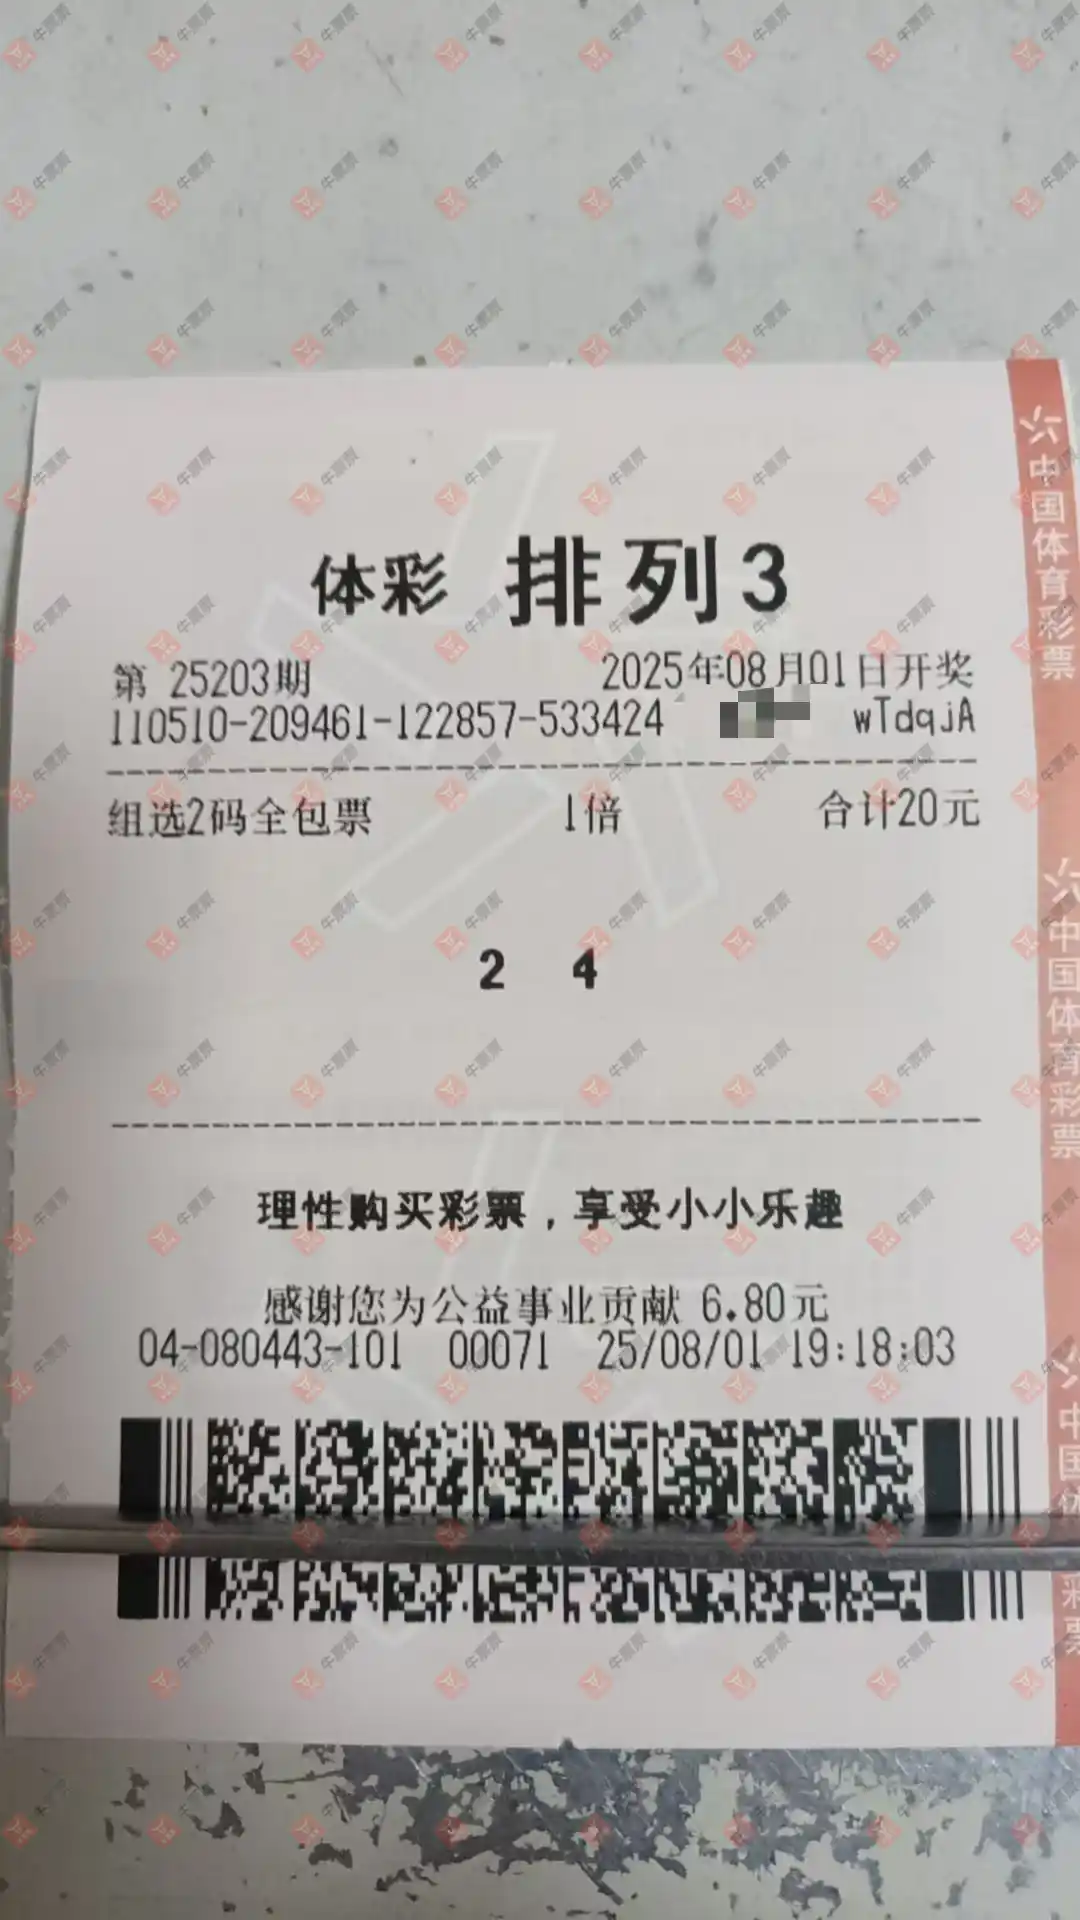 体彩 排列3
第 25203期 2025年08月01日开奖
110510-209461-122857-533424 wTdqjA
组选2码全包票 1倍 合计20元
2 4
理性购买彩票，享受小小乐趣
感谢您为公益事业贡献 6.80元
04-080443-101 00071 25/08/01 19:18:03
中国体育彩票
中国体育彩票
牛票票